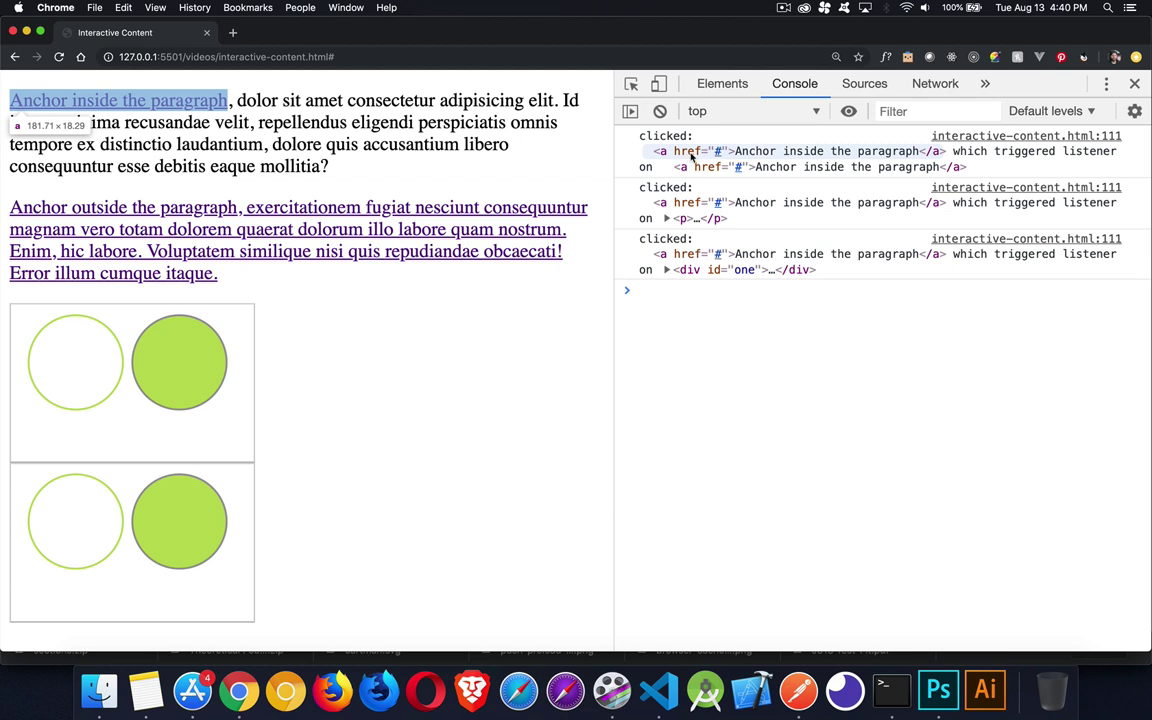 Chrome File Edit View History Bookmarks People Window Help 100% Tue Aug 13 4:40 PM
Interactive Content
127.0.0.1:5501/videos/interactive-content.html#
Anchor inside the paragraph, dolor sit amet consectetur adipisicing elit. Id
ima recusandae velit, repellendus eligendi perspiciatis omnis
a 181.71 × 18.29
tempore ex distinctio laudantium, dolore quis accusantium libero
consequuntur esse debitis eaque mollitia?
Anchor outside the paragraph, exercitationem fugiat nesciunt consequuntur
magnam vero totam dolorem quaerat dolorum illo labore quam nostrum.
Enim, hic labore. Voluptatem similique nisi quis repudiandae obcaecati!
Error illum cumque itaque.
Elements Console Sources Network »
top Filter Default levels
clicked: interactive-content.html:111
<a href="#">Anchor inside the paragraph</a> which triggered listener
on <a href="#">Anchor inside the paragraph</a>
clicked: interactive-content.html:111
<a href="#">Anchor inside the paragraph</a> which triggered listener
on ▶<p>…</p>
clicked: interactive-content.html:111
<a href="#">Anchor inside the paragraph</a> which triggered listener
on ▶<div id="one">…</div>
4
Ps
Ai